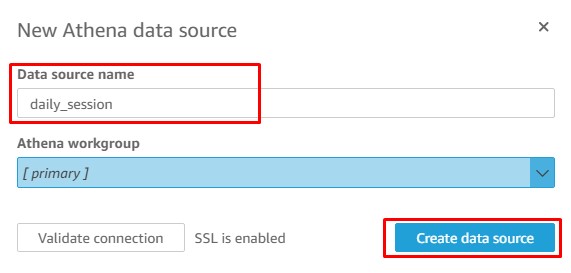 New Athena data source
Data source name
daily_session
Athena workgroup
[ primary ]
Validate connection SSL is enabled Create data source